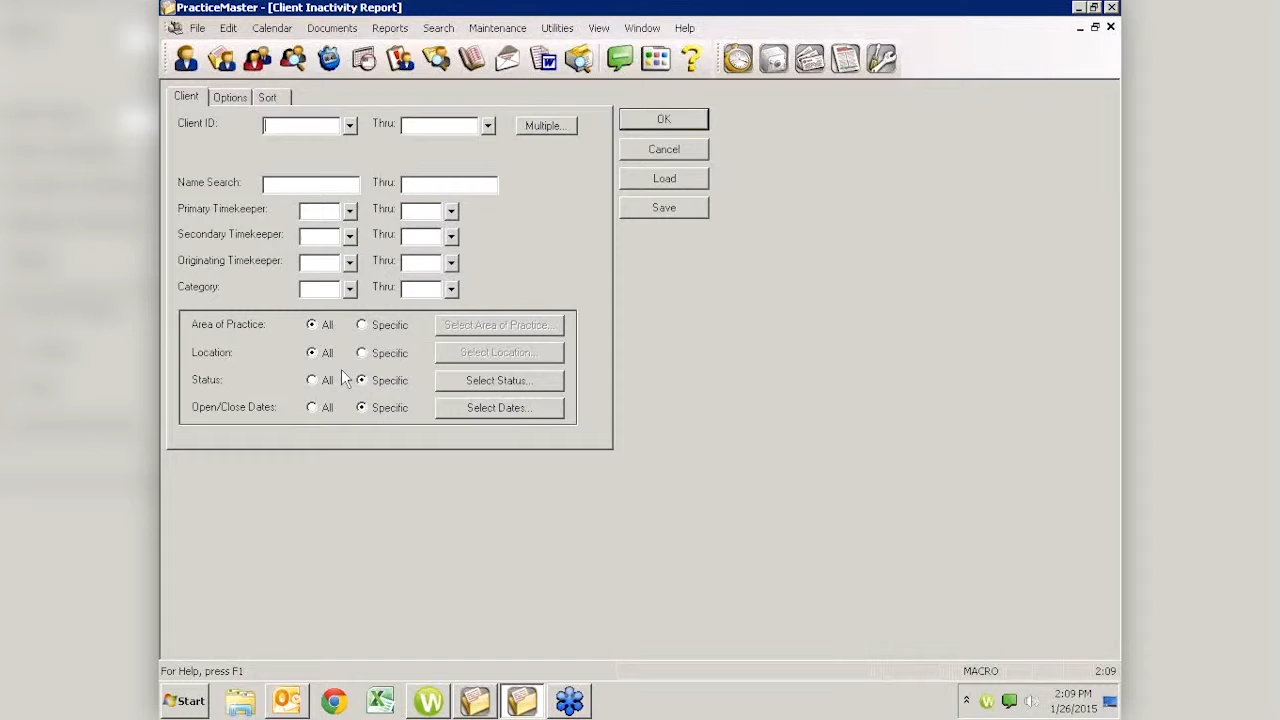 PracticeMaster - [Client Inactivity Report]
File Edit Calendar Documents Reports Search Maintenance Utilities View Window Help
Client Options Sort
Client ID: Thru: Multiple...
Name Search: Thru:
Primary Timekeeper: Thru:
Secondary Timekeeper: Thru:
Originating Timekeeper: Thru:
Category: Thru:
Area of Practice: All Specific Select Area of Practice...
Location: All Specific Select Location...
Status: All Specific Select Status...
Open/Close Dates: All Specific Select Dates...
OK
Cancel
Load
Save
For Help, press F1 MACRO 2:09
Start 2:09 PM
1/26/2015